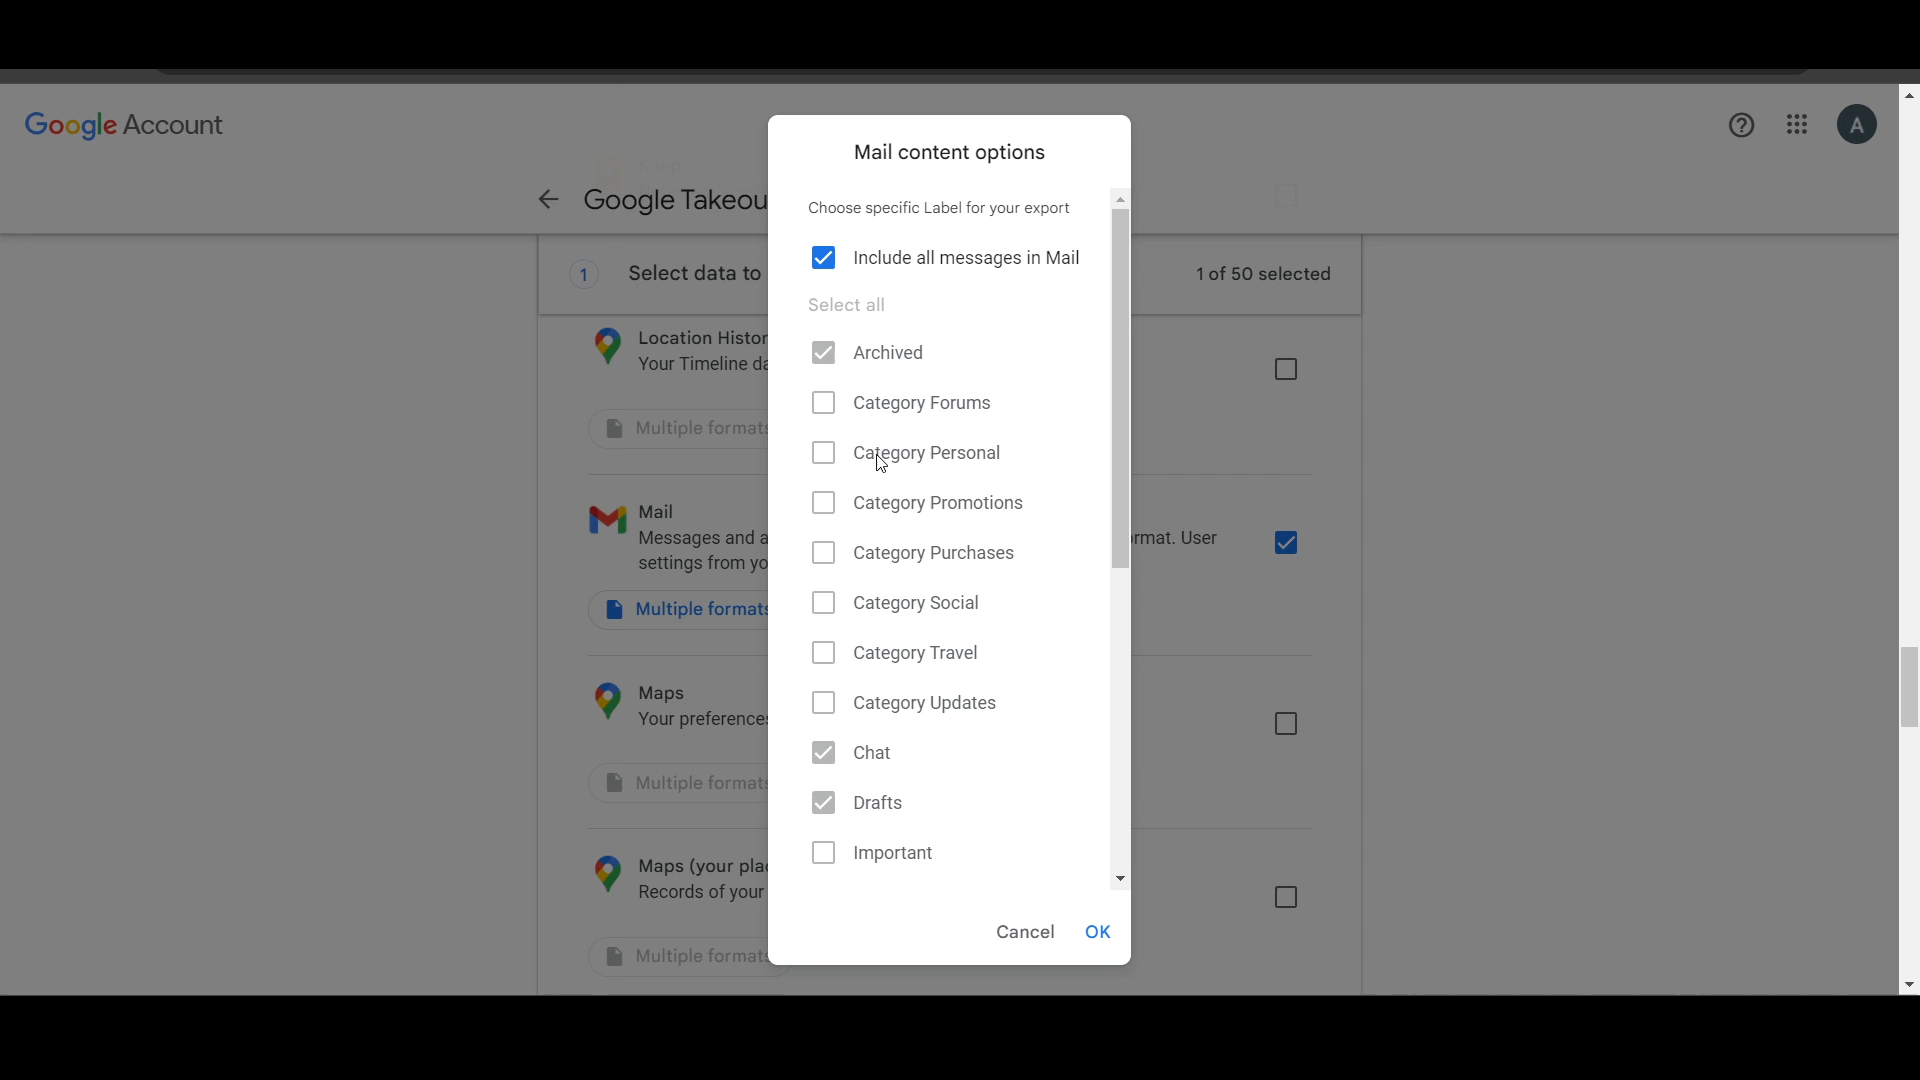 Google Account
A
Google Takeou
Mail content options
Choose specific Label for your export
Include all messages in Mail
Select all
Archived
Category Forums
Category Personal
Category Promotions
Category Purchases
Category Social
Category Travel
Category Updates
Chat
Drafts
Important
Cancel
OK
1
Select data to
1 of 50 selected
Location Histor
Your Timeline da
Multiple formats
Mail
Messages and a
rmat. User
settings from yo
Multiple formats
Maps
Your preferences
Multiple formats
Maps (your plac
Records of your
Multiple formats